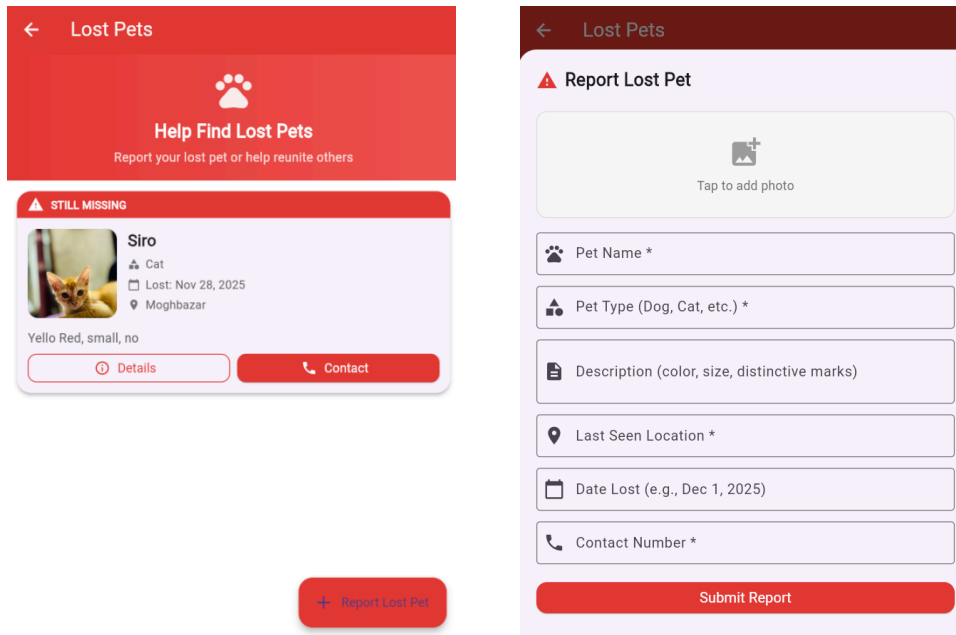 Lost Pets
Help Find Lost Pets
Report your lost pet or help reunite others
STILL MISSING
Siro
Cat
Lost: Nov 28, 2025
Moghbazar
Yello Red, small, no
Details
Contact
+ Report Lost Pet
Lost Pets
Report Lost Pet
Tap to add photo
Pet Name *
Pet Type (Dog, Cat, etc.) *
Description (color, size, distinctive marks)
Last Seen Location *
Date Lost (e.g., Dec 1, 2025)
Contact Number *
Submit Report